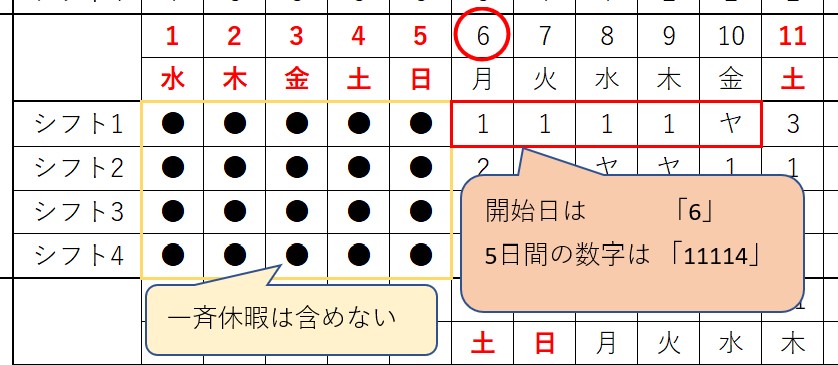 1 2 3 4 5 6 7 8 9 10 11
水 木 金 土 日 月 火 水 木 金 土
シフト1 ● ● ● ● ● 1 1 1 1 ヤ 3
シフト2 ● ● ● ● ● 2 ヤ ヤ 1 1
シフト3 ● ● ● ● ●
シフト4 ● ● ● ● ●
開始日は 「6」
5日間の数字は 「11114」
一斉休暇は含めない
土 日 月 火 水 木